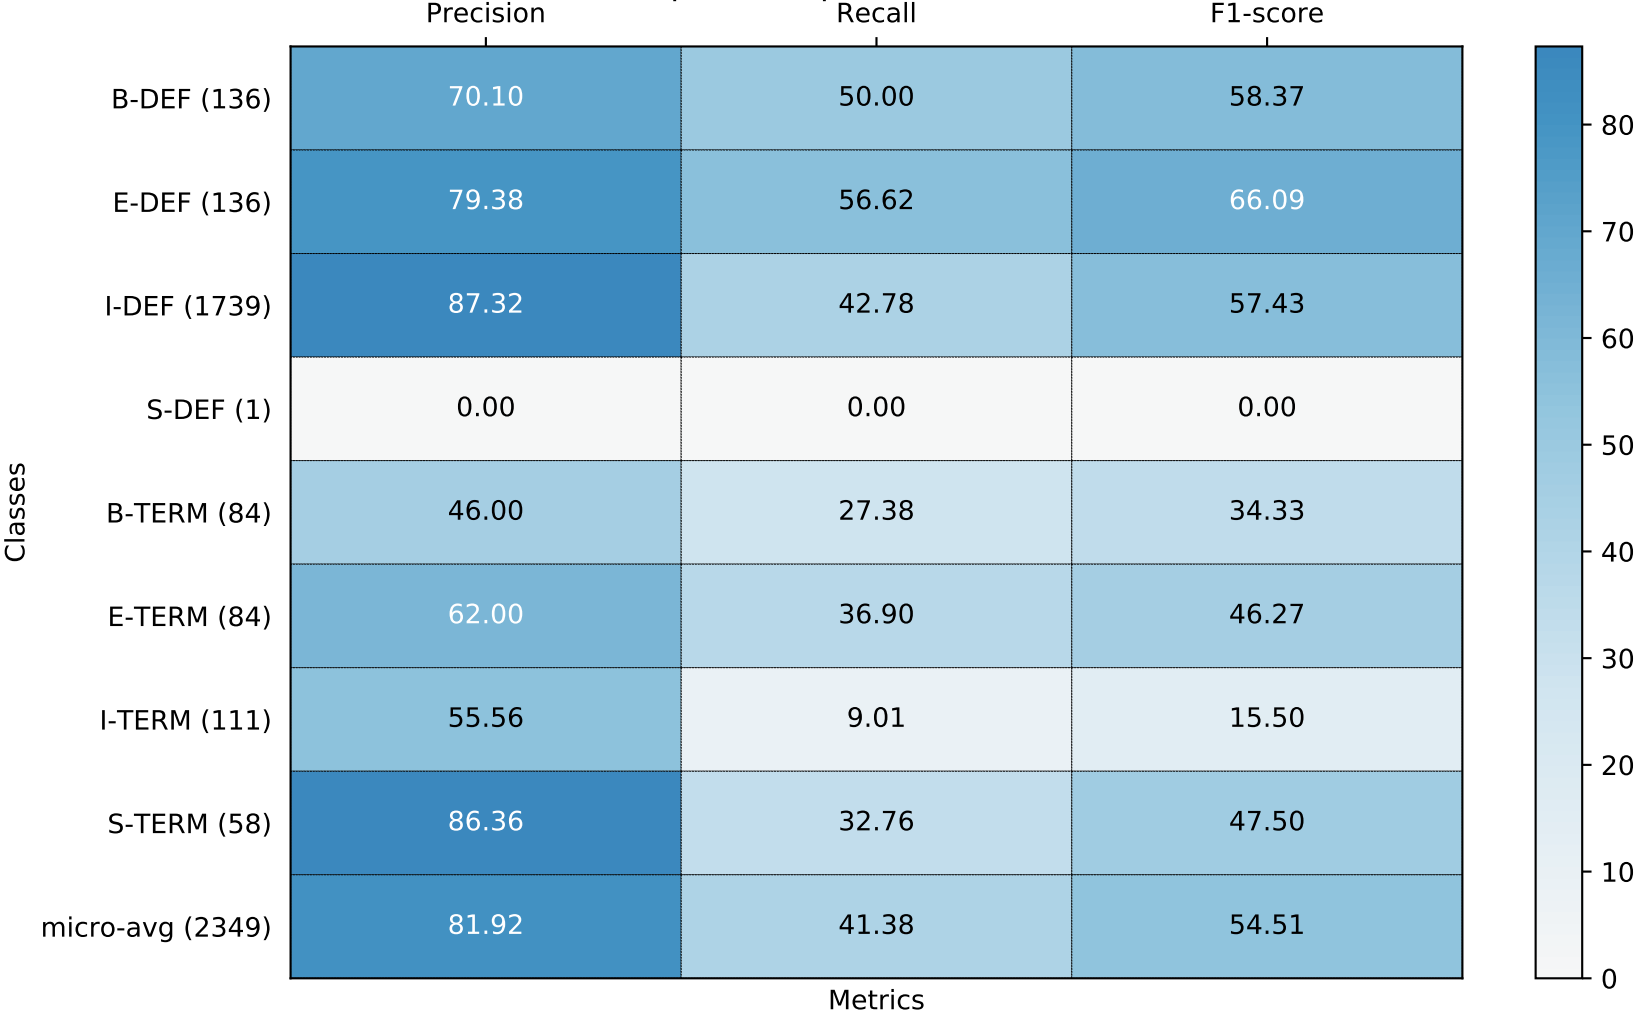 Precision Recall F1-score
B-DEF (136) 70.10 50.00 58.37
E-DEF (136) 79.38 56.62 66.09
I-DEF (1739) 87.32 42.78 57.43
S-DEF (1) 0.00 0.00 0.00
B-TERM (84) 46.00 27.38 34.33
E-TERM (84) 62.00 36.90 46.27
I-TERM (111) 55.56 9.01 15.50
S-TERM (58) 86.36 32.76 47.50
micro-avg (2349) 81.92 41.38 54.51
Classes
Metrics
80
70
60
50
40
30
20
10
0